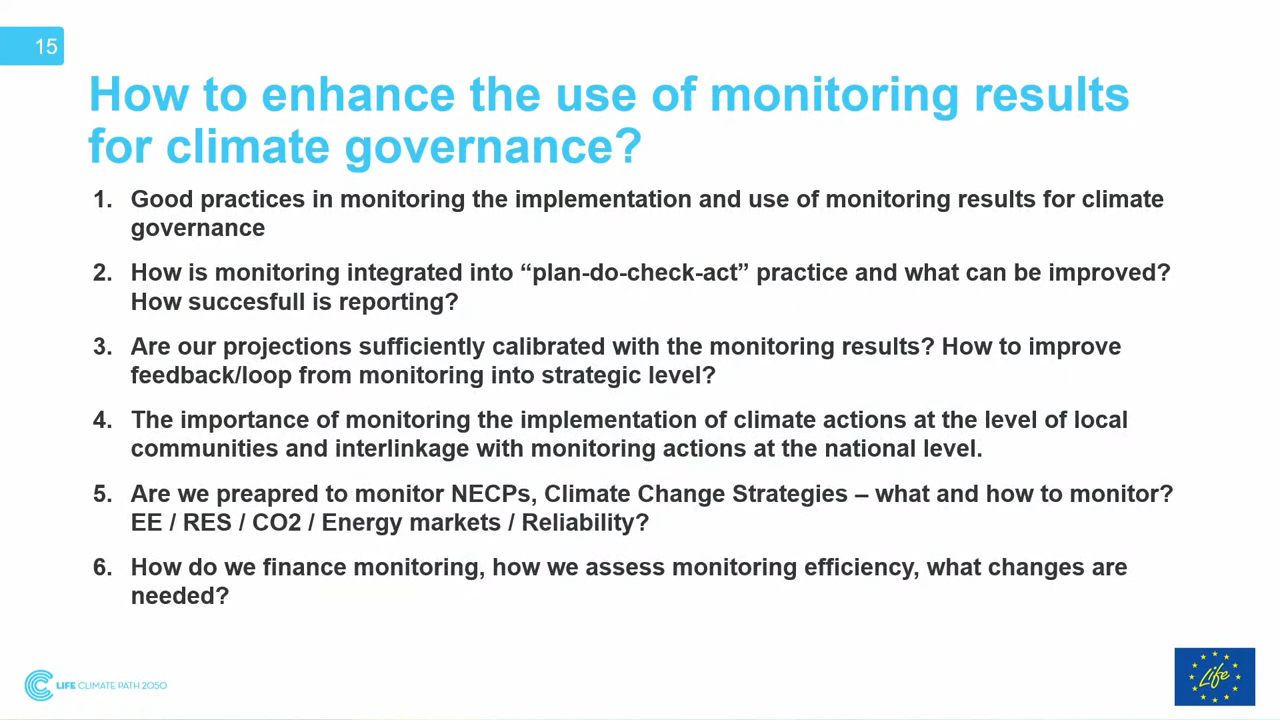 15
How to enhance the use of monitoring results
for climate governance?
1. Good practices in monitoring the implementation and use of monitoring results for climate
governance
2. How is monitoring integrated into “plan-do-check-act” practice and what can be improved?
How succesfull is reporting?
3. Are our projections sufficiently calibrated with the monitoring results? How to improve
feedback/loop from monitoring into strategic level?
4. The importance of monitoring the implementation of climate actions at the level of local
communities and interlinkage with monitoring actions at the national level.
5. Are we preapred to monitor NECPs, Climate Change Strategies – what and how to monitor?
EE / RES / CO2 / Energy markets / Reliability?
6. How do we finance monitoring, how we assess monitoring efficiency, what changes are
needed?
LIFE CLIMATE PATH 2050
Life